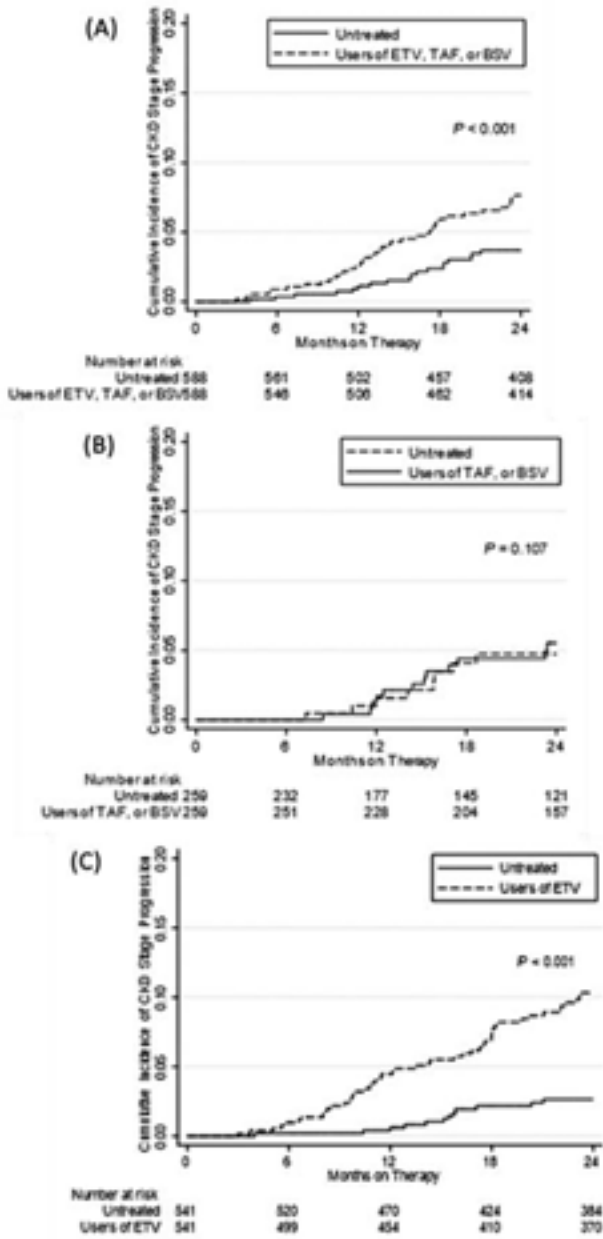 (A)
Untreated
Users of ETV, TAF, or BSV
P < 0.001
Cumulative Incidence of CKD Stage Progression
0.00 0.05 0.10 0.15 0.20
0 6 12 18 24
Months on Therapy
Number at risk
Untreated 588 561 502 457 408
Users of ETV, TAF, or BSV 588 546 506 462 414
(B)
Untreated
Users of TAF, or BSV
P = 0.107
Cumulative Incidence of CKD Stage Progression
0.00 0.05 0.10 0.15 0.20
0 6 12 18 24
Months on Therapy
Number at risk
Untreated 259 232 177 145 121
Users of TAF, or BSV 259 251 228 204 157
(C)
Untreated
Users of ETV
P < 0.001
Cumulative Incidence of CKD Stage Progression
0.00 0.05 0.10 0.15 0.20
0 6 12 18 24
Months on Therapy
Number at risk
Untreated 541 520 470 424 384
Users of ETV 541 499 454 410 370